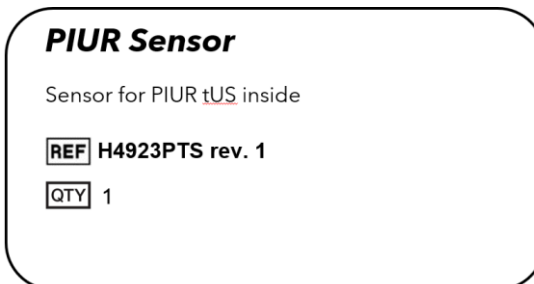 PIUR Sensor
Sensor for PIUR tUS inside
REF H4923PTS rev. 1
QTY 1